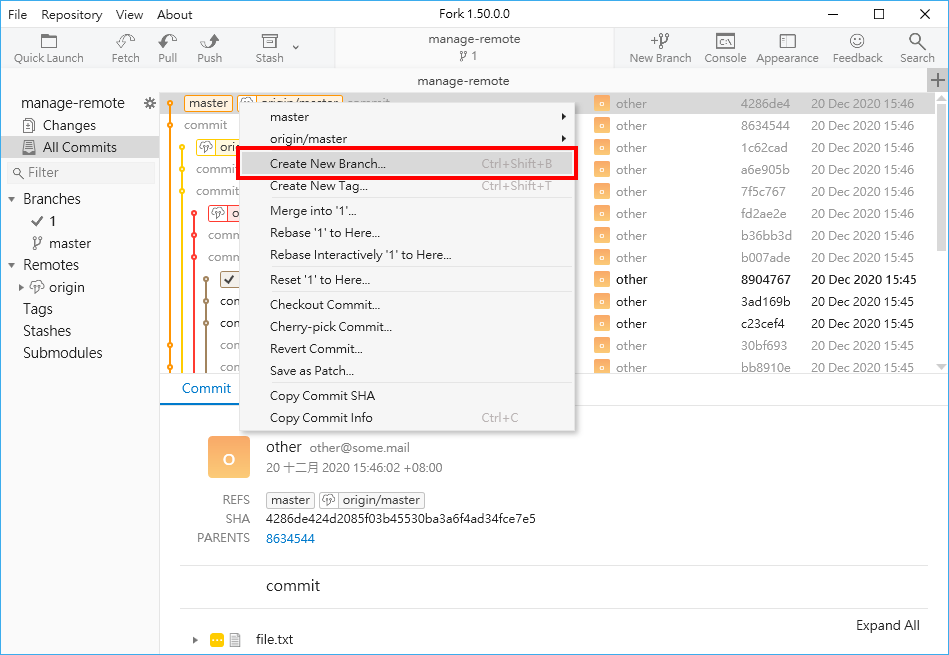 File Repository View About Fork 1.50.0.0
Quick Launch Fetch Pull Push Stash manage-remote New Branch Console Appearance Feedback Search
1
manage-remote
manage-remote
Changes
All Commits
Filter
Branches
1
master
Remotes
origin
Tags
Stashes
Submodules
master origin/master commit other 4286de4 20 Dec 2020 15:46
commit other 8634544 20 Dec 2020 15:46
ori other 1c62cad 20 Dec 2020 15:46
commi other a6e905b 20 Dec 2020 15:46
commi other 7f5c767 20 Dec 2020 15:46
o other fd2ae2e 20 Dec 2020 15:46
comm other b36bb3d 20 Dec 2020 15:46
comm other b007ade 20 Dec 2020 15:46
other 8904767 20 Dec 2020 15:45
con other 3ad169b 20 Dec 2020 15:45
con other c23cef4 20 Dec 2020 15:45
con other 30bf693 20 Dec 2020 15:45
con other bb8910e 20 Dec 2020 15:45
master
origin/master
Create New Branch... Ctrl+Shift+B
Create New Tag... Ctrl+Shift+T
Merge into '1'...
Rebase '1' to Here...
Rebase Interactively '1' to Here...
Reset '1' to Here...
Checkout Commit...
Cherry-pick Commit...
Revert Commit...
Save as Patch...
Copy Commit SHA
Copy Commit Info Ctrl+C
Commit
o other other@some.mail
20 十二月 2020 15:46:02 +08:00
REFS master origin/master
SHA 4286de424d2085f03b45530ba3a6f4ad34fce7e5
PARENTS 8634544
commit
Expand All
file.txt